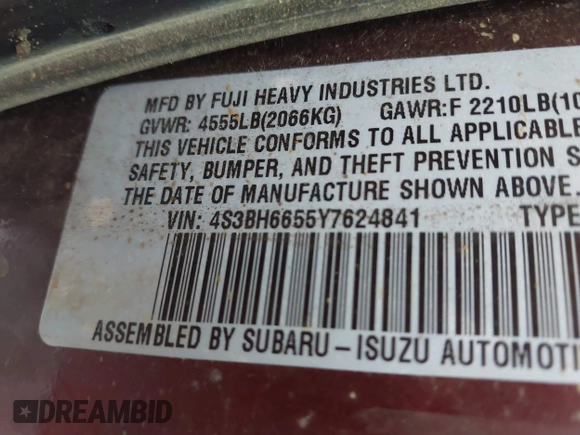 MFD BY FUJI HEAVY INDUSTRIES LTD.
GVWR: 4555LB(2066KG) GAWR:F 2210LB(10
THIS VEHICLE CONFORMS TO ALL APPLICABLE
SAFETY, BUMPER, AND THEFT PREVENTION S
THE DATE OF MANUFACTURE SHOWN ABOVE.
VIN: 4S3BH6655Y7624841 TYPE
ASSEMBLED BY SUBARU-ISUZU AUTOMOTI
DREAMBID